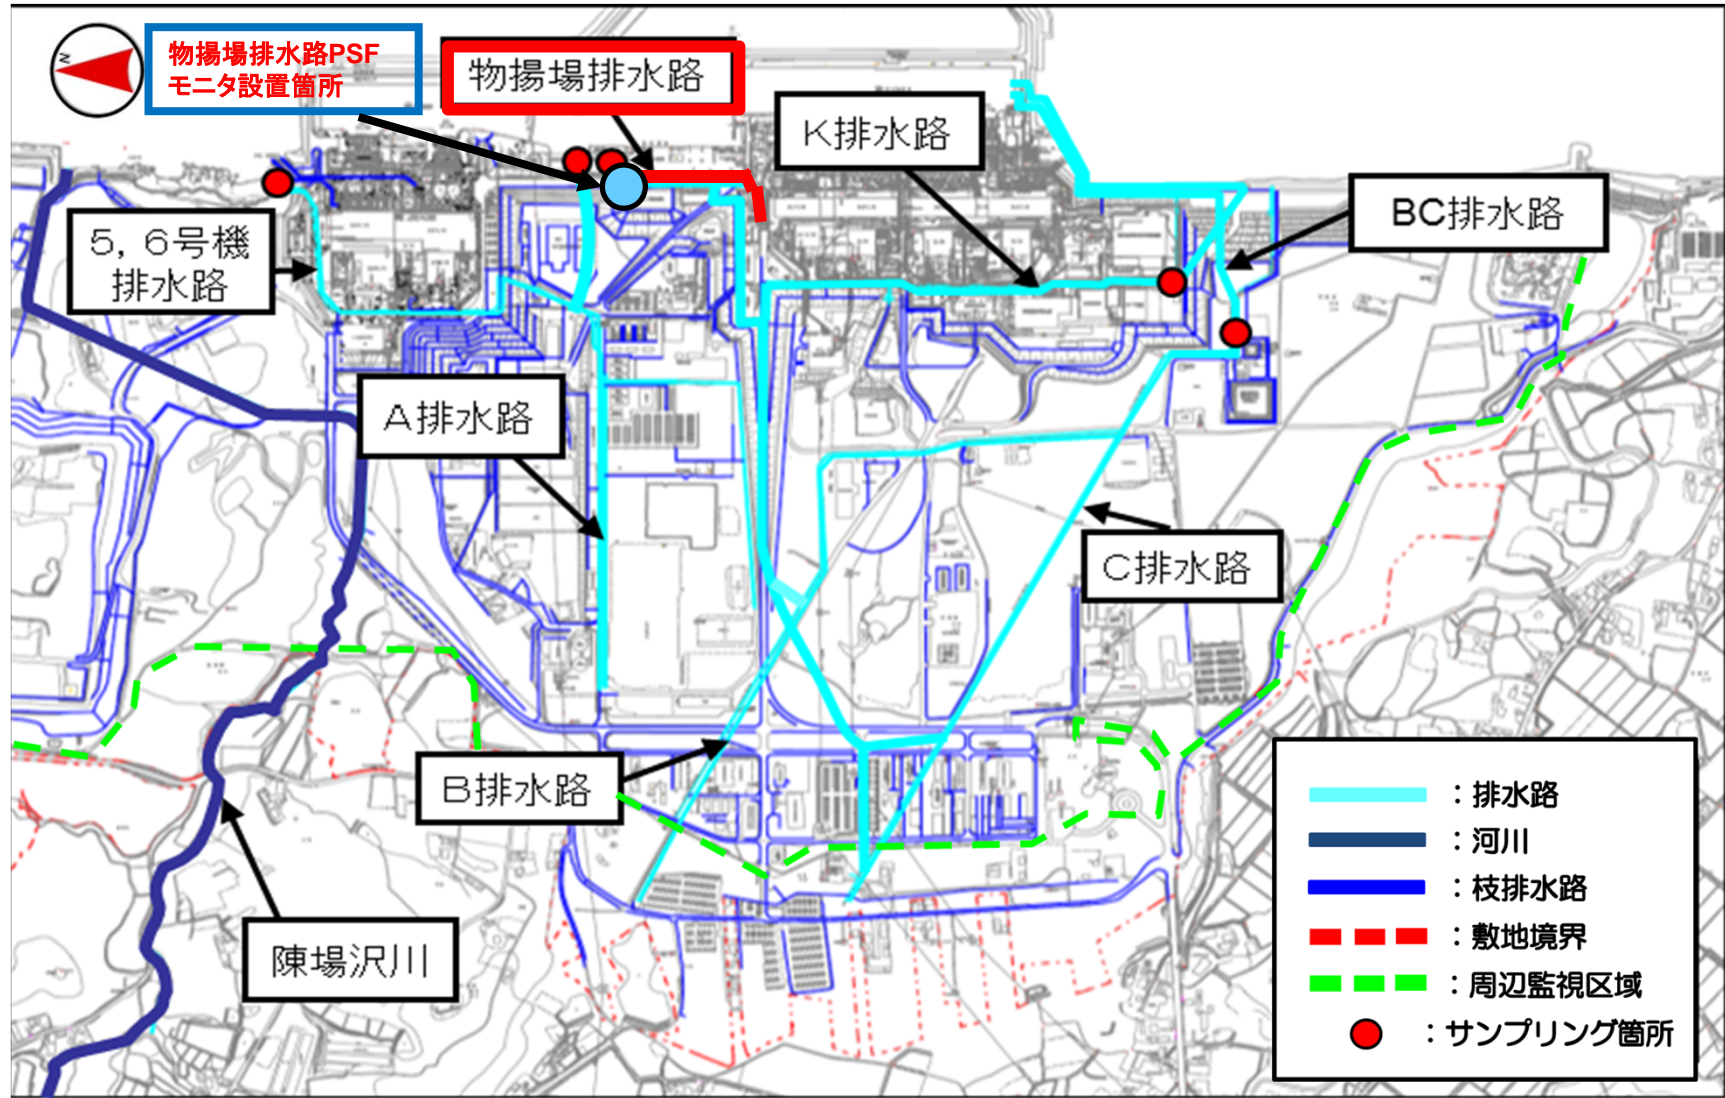 N
物揚場排水路PSF
モニタ設置箇所
物揚場排水路
K排水路
BC排水路
5, 6号機
排水路
A排水路
C排水路
B排水路
陳場沢川
：排水路
：河川
：枝排水路
：敷地境界
：周辺監視区域
：サンプリング箇所